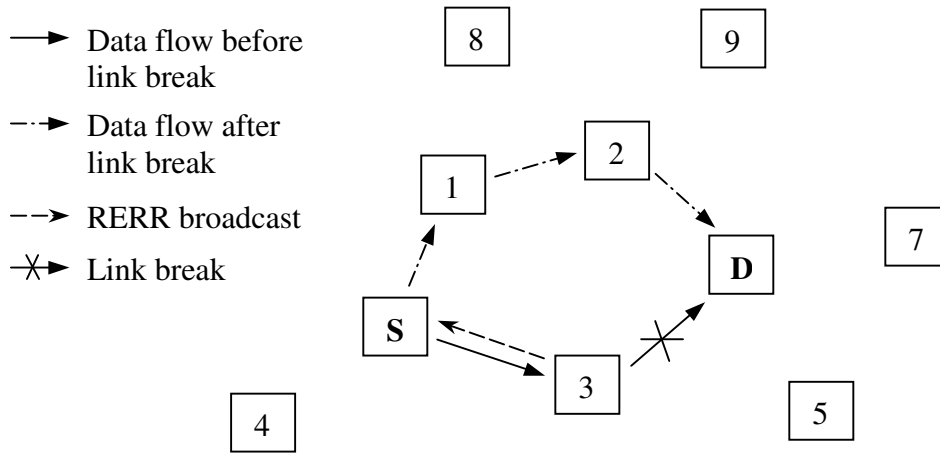 Data flow before
link break
Data flow after
link break
RERR broadcast
Link break
8
9
2
1
7
D
S
3
5
4